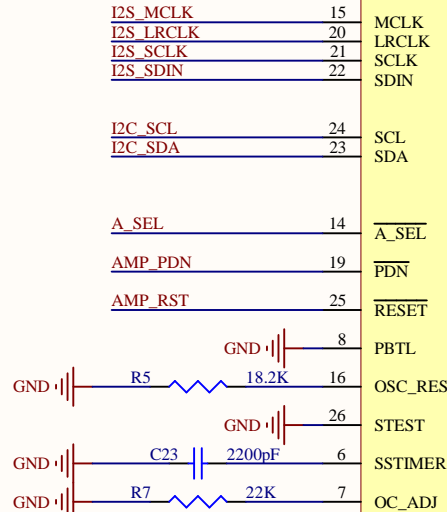 I2S_MCLK 15 MCLK
I2S_LRCLK 20 LRCLK
I2S_SCLK 21 SCLK
I2S_SDIN 22 SDIN
I2C_SCL 24 SCL
I2C_SDA 23 SDA
A_SEL 14 A_SEL
AMP_PDN 19 PDN
AMP_RST 25 RESET
GND 8 PBTL
GND R5 18.2K 16 OSC_RES
GND 26 STEST
GND C23 2200pF 6 SSTIMER
GND R7 22K 7 OC_ADJ